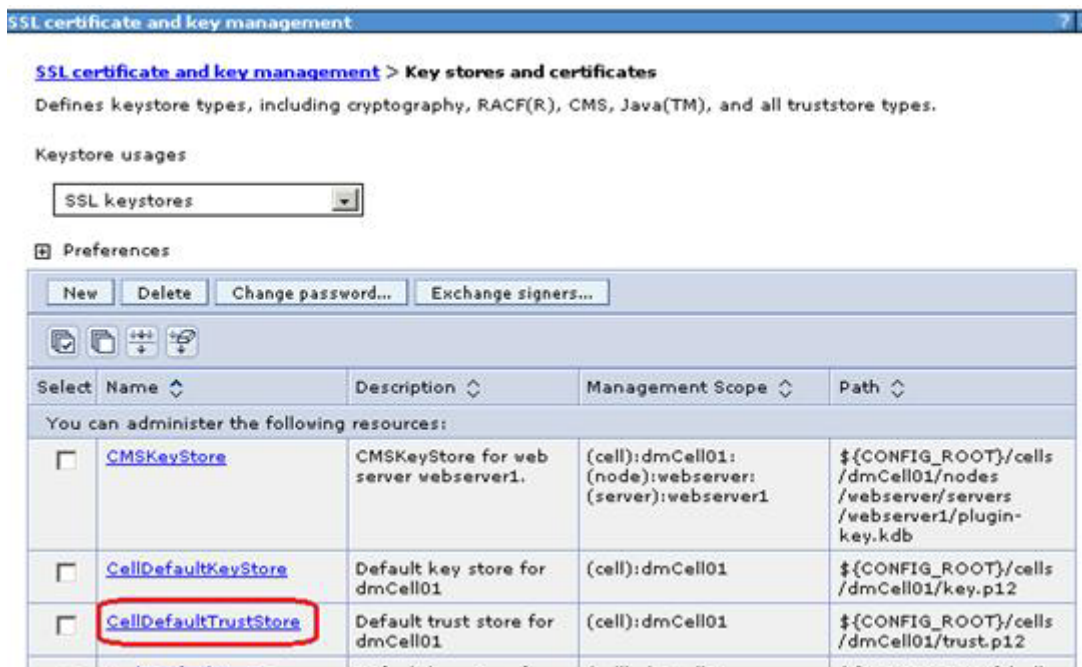 SSL certificate and key management ?
SSL certificate and key management > Key stores and certificates
Defines keystore types, including cryptography, RACF(R), CMS, Java(TM), and all truststore types.
Keystore usages
SSL keystores
Preferences
New Delete Change password... Exchange signers...
Select Name Description Management Scope Path
You can administer the following resources:
CMSKeyStore
CMSKeyStore for web
server webserver1.
(cell):dmCell01:
(node):webserver:
(server):webserver1
${CONFIG_ROOT}/cells
/dmCell01/nodes
/webserver/servers
/webserver1/plugin-
key.kdb
CellDefaultKeyStore
Default key store for
dmCell01
(cell):dmCell01
${CONFIG_ROOT}/cells
/dmCell01/key.p12
CellDefaultTrustStore
Default trust store for
dmCell01
(cell):dmCell01
${CONFIG_ROOT}/cells
/dmCell01/trust.p12